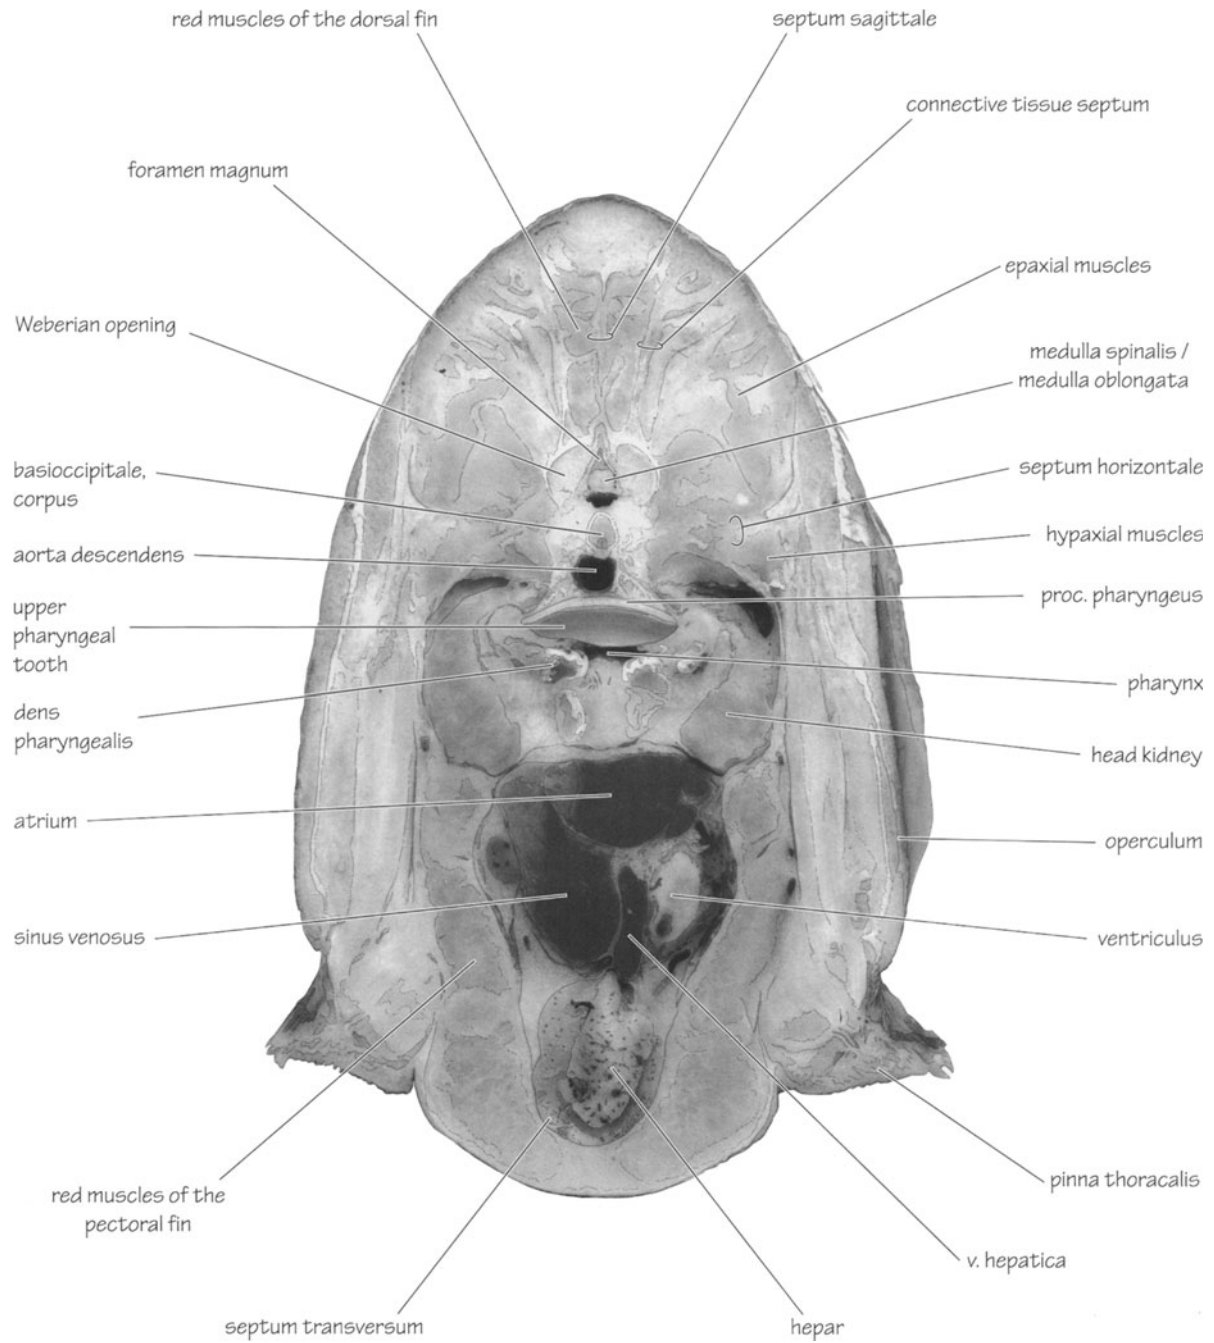 red muscles of the dorsal fin
septum sagittale
connective tissue septum
foramen magnum
epaxial muscles
Weberian opening
medulla spinalis /
medulla oblongata
basioccipitale,
corpus
septum horizontale
hypaxial muscles
aorta descendens
proc. pharyngeus
upper
pharyngeal
tooth
pharynx
dens
pharyngealis
head kidney
atrium
operculum
sinus venosus
ventriculus
pinna thoracalis
red muscles of the
pectoral fin
v. hepatica
septum transversum
hepar